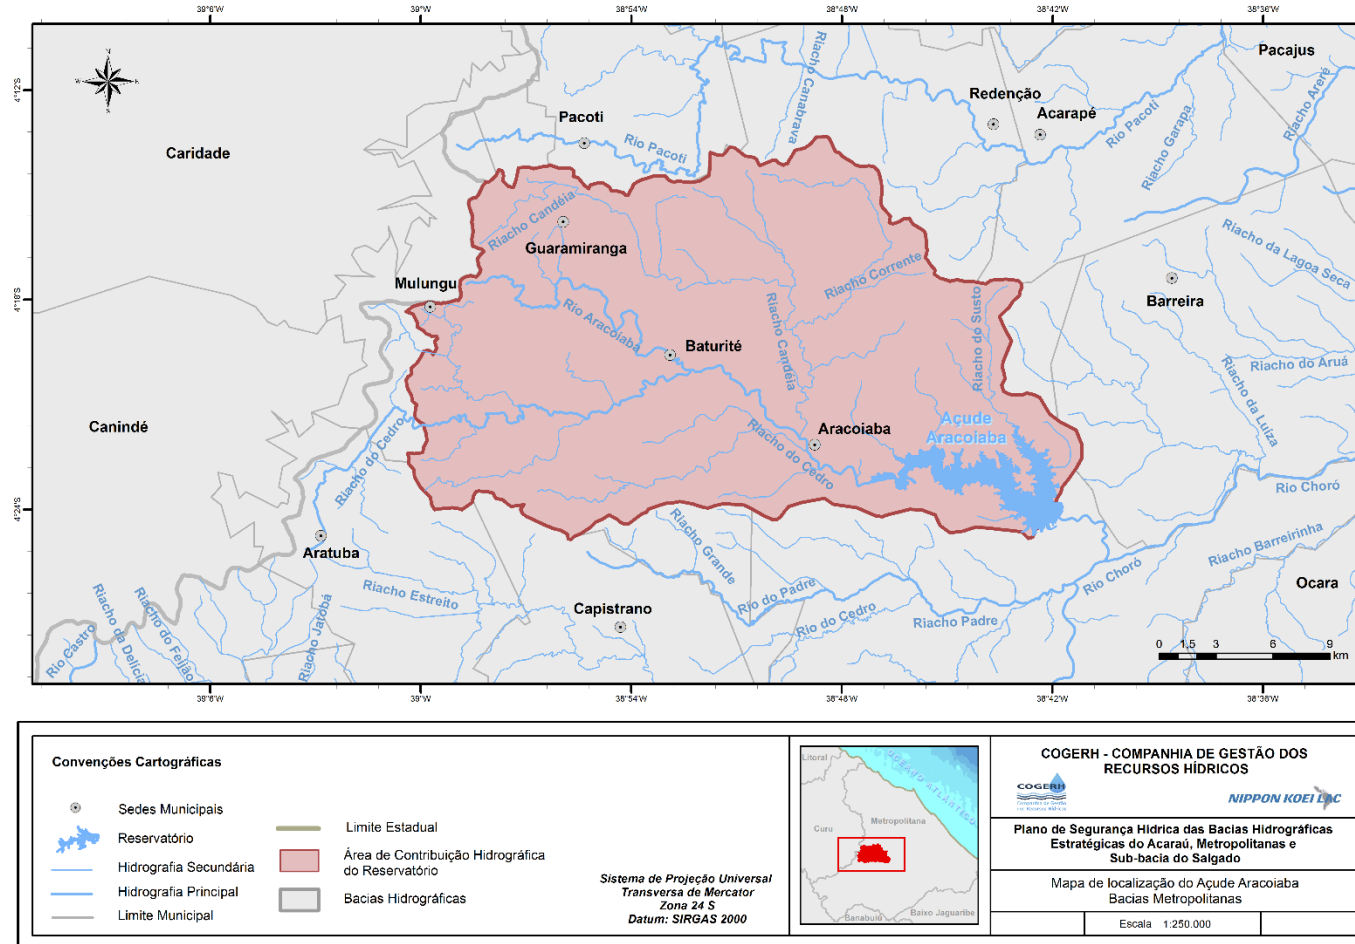 39°6'W 39°W 38°54'W 38°48'W 38°42'W 38°36'W
4°12'S
4°18'S
4°24'S
N
Caridade
Canindé
Pacoti
Rio Pacoti
Riacho Canabrava
Redenção
Acarapé
Rio Pacoti
Riacho Garapa
Pacajus
Riacho Areré
Riacho Candéia
Guaramiranga
Mulungu
Rio Aracoiaba
Baturité
Riacho Candéia
Riacho Corrente
Riacho do Susto
Barreira
Riacho da Lagoa Seca
Riacho do Aruá
Riacho da Luíza
Riacho do Cedro
Aracoiaba
Riacho do Cedro
Açude
Aracoiaba
Rio Choró
Riacho Barreirinha
Rio Choró
Ocara
Aratuba
Riacho Grande
Riacho Estreito
Capistrano
Rio do Padre
Rio do Cedro
Riacho Padre
Rio Castro
Riacho da Delícia
Riacho do Feijão
Riacho Jatobá
0 1,5 3 6 9
km
39°6'W 39°W 38°54'W 38°48'W 38°42'W 38°36'W
Convenções Cartográficas
Sedes Municipais
Reservatório
Hidrografia Secundária
Hidrografia Principal
Limite Municipal
Limite Estadual
Área de Contribuição Hidrográfica
do Reservatório
Bacias Hidrográficas
Sistema de Projeção Universal
Transversa de Mercator
Zona 24 S
Datum: SIRGAS 2000
Litoral
OCEANO ATLÂNTICO
Metropolitana
Curu
Banabuiú
Baixo Jaguaribe
COGERH - COMPANHIA DE GESTÃO DOS
RECURSOS HÍDRICOS
COGERH
Companhia de Gestão
dos Recursos Hídricos
NIPPON KOEI LAC
Plano de Segurança Hídrica das Bacias Hidrográficas
Estratégicas do Acaraú, Metropolitanas e
Sub-bacia do Salgado
Mapa de localização do Açude Aracoiaba
Bacias Metropolitanas
Escala 1:250.000